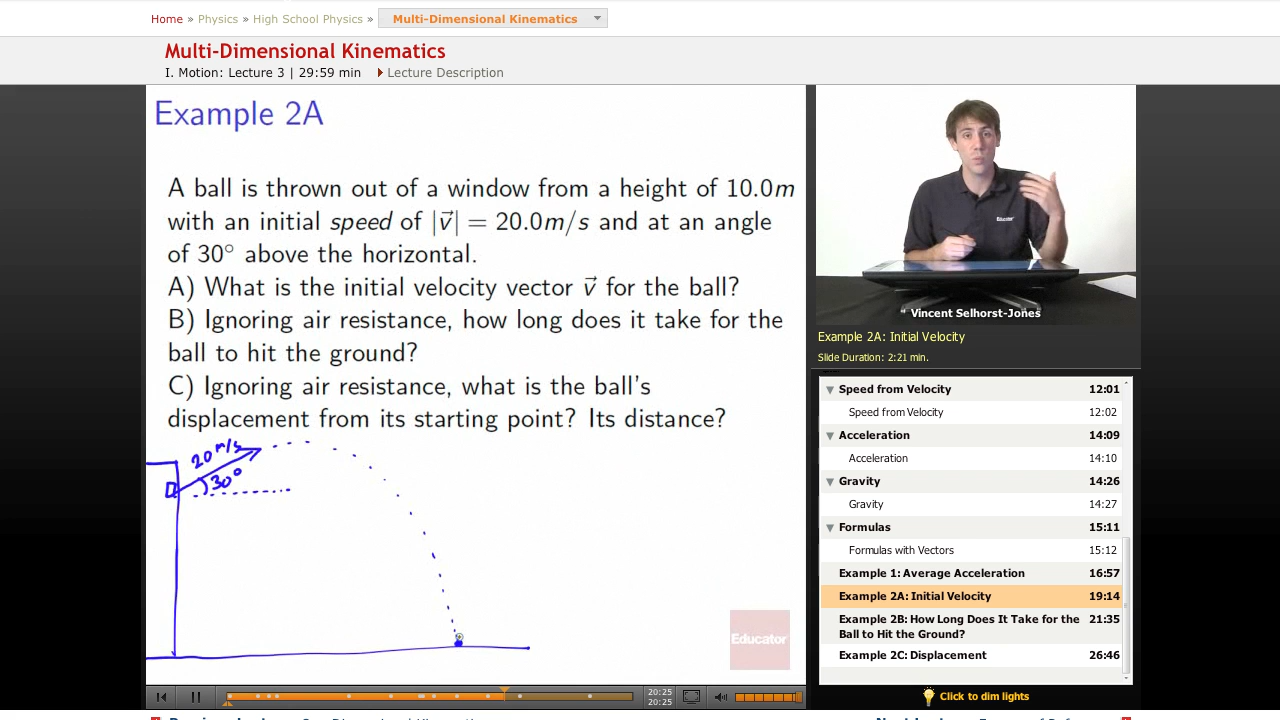 Home » Physics » High School Physics » Multi-Dimensional Kinematics
Multi-Dimensional Kinematics
I. Motion: Lecture 3 | 29:59 min Lecture Description
Example 2A
A ball is thrown out of a window from a height of 10.0m
with an initial speed of |v⃗| = 20.0m/s and at an angle
of 30° above the horizontal.
A) What is the initial velocity vector v⃗ for the ball?
B) Ignoring air resistance, how long does it take for the
ball to hit the ground?
C) Ignoring air resistance, what is the ball's
displacement from its starting point? Its distance?
20 m/s
30°
Educator
20:25
20:25
Educator
Vincent Selhorst-Jones
Example 2A: Initial Velocity
Slide Duration: 2:21 min.
Speed from Velocity 12:01
Speed from Velocity 12:02
Acceleration 14:09
Acceleration 14:10
Gravity 14:26
Gravity 14:27
Formulas 15:11
Formulas with Vectors 15:12
Example 1: Average Acceleration 16:57
Example 2A: Initial Velocity 19:14
Example 2B: How Long Does It Take for the 21:35
Ball to Hit the Ground?
Example 2C: Displacement 26:46
Click to dim lights